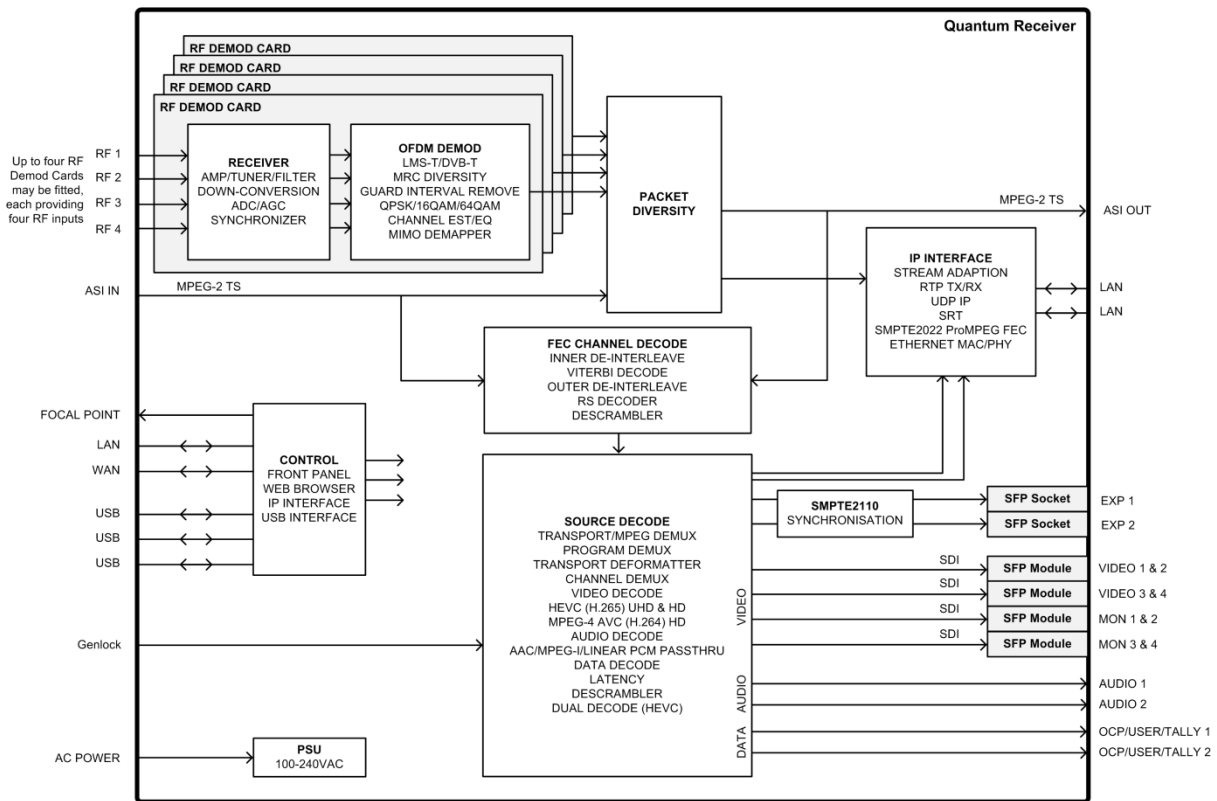 Quantum Receiver
RF DEMOD CARD
RF DEMOD CARD
RF DEMOD CARD
RF DEMOD CARD
Up to four RF
Demod Cards
may be fitted,
each providing
four RF inputs
RF 1
RF 2
RF 3
RF 4
RECEIVER
AMP/TUNER/FILTER
DOWN-CONVERSION
ADC/AGC
SYNCHRONIZER
OFDM DEMOD
LMS-T/DVB-T
MRC DIVERSITY
GUARD INTERVAL REMOVE
QPSK/16QAM/64QAM
CHANNEL EST/EQ
MIMO DEMAPPER
PACKET
DIVERSITY
MPEG-2 TS
ASI OUT
ASI IN
MPEG-2 TS
IP INTERFACE
STREAM ADAPTION
RTP TX/RX
UDP IP
SRT
SMPTE2022 ProMPEG FEC
ETHERNET MAC/PHY
LAN
LAN
FEC CHANNEL DECODE
INNER DE-INTERLEAVE
VITERBI DECODE
OUTER DE-INTERLEAVE
RS DECODER
DESCRAMBLER
FOCAL POINT
LAN
WAN
USB
USB
USB
CONTROL
FRONT PANEL
WEB BROWSER
IP INTERFACE
USB INTERFACE
SOURCE DECODE
TRANSPORT/MPEG DEMUX
PROGRAM DEMUX
TRANSPORT DEFORMATTER
CHANNEL DEMUX
VIDEO DECODE
HEVC (H.265) UHD & HD
MPEG-4 AVC (H.264) HD
AUDIO DECODE
AAC/MPEG-I/LINEAR PCM PASSTHRU
DATA DECODE
LATENCY
DESCRAMBLER
DUAL DECODE (HEVC)
VIDEO
AUDIO
DATA
SMPTE2110
SYNCHRONISATION
SFP Socket
EXP 1
SFP Socket
EXP 2
SDI
SFP Module
VIDEO 1 & 2
SDI
SFP Module
VIDEO 3 & 4
SDI
SFP Module
MON 1 & 2
SDI
SFP Module
MON 3 & 4
AUDIO 1
AUDIO 2
OCP/USER/TALLY 1
OCP/USER/TALLY 2
Genlock
AC POWER
PSU
100-240VAC